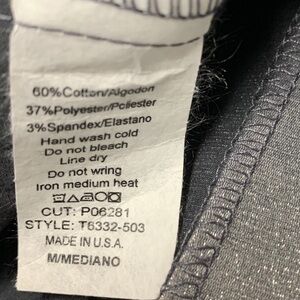 60%Cotton/Algodon
37%Polyester/Poliester
3%Spandex/Elastano
Hand wash cold
Do not bleach
Line dry
Do not wring
Iron medium heat
CUT: P06281
STYLE: T6332-503
MADE IN U.S.A.
M/MEDIANO